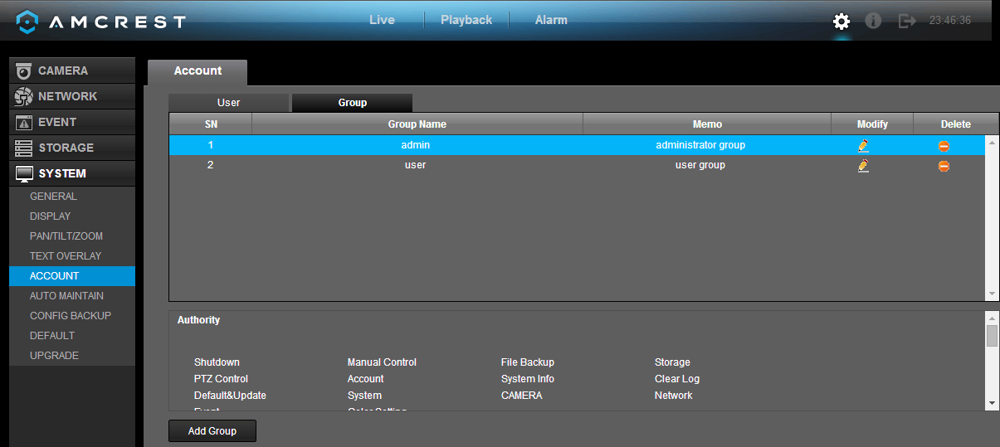 AMCREST Live Playback Alarm 23:46:36
CAMERA
NETWORK
EVENT
STORAGE
SYSTEM
GENERAL
DISPLAY
PAN/TILT/ZOOM
TEXT OVERLAY
ACCOUNT
AUTO MAINTAIN
CONFIG BACKUP
DEFAULT
UPGRADE
Account
User Group
SN Group Name Memo Modify Delete
1 admin administrator group
2 user user group
Authority
Shutdown Manual Control File Backup Storage
PTZ Control Account System Info Clear Log
Default&Update System CAMERA Network
Event Color Setting
Add Group